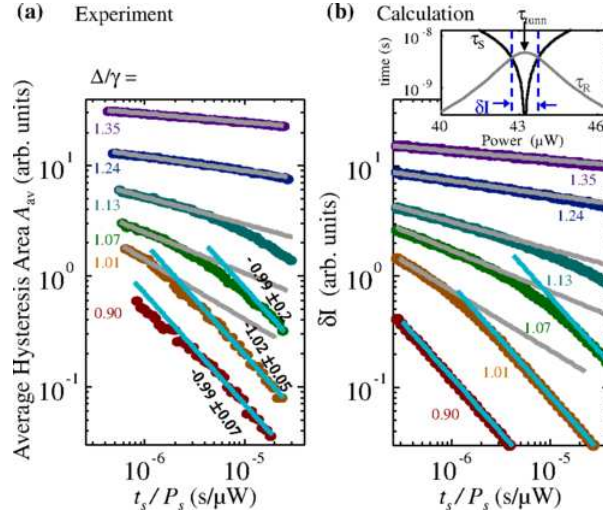 (a) Experiment
Δ/γ =
1.35
1.24
1.13
1.07
1.01
0.90
-0.99 ±0.2
-1.02 ±0.05
-0.99 ±0.07
10¹
10⁰
10⁻¹
10⁻⁶
10⁻⁵
Average Hysteresis Area A_av (arb. units)
t_s / P_s (s/μW)
(b) Calculation
τ_tunn
10⁻⁸
10⁻⁹
time (s)
τ_S
τ_R
δI
40
43
46
Power (μW)
1.35
1.24
1.13
1.07
1.01
0.90
10¹
10⁰
10⁻¹
10⁻⁶
10⁻⁵
δI (arb. units)
t_s / P_s (s/μW)